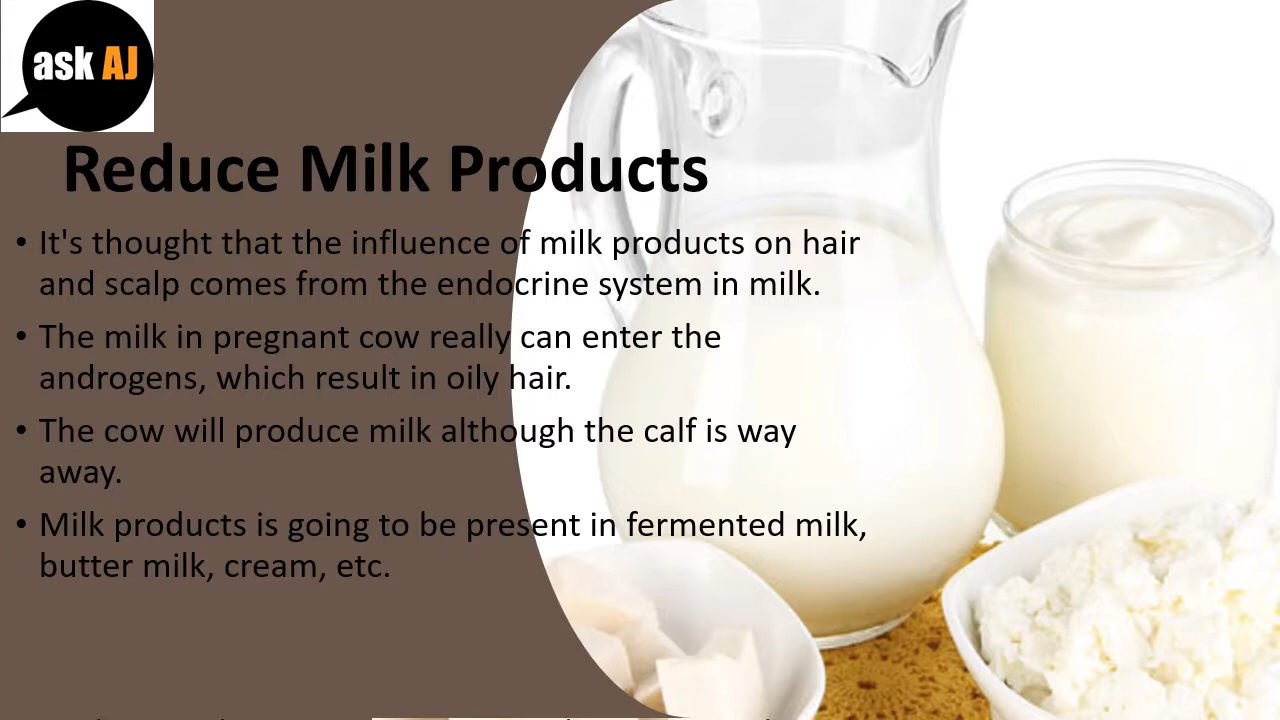 ask AJ
Reduce Milk Products
• It's thought that the influence of milk products on hair
and scalp comes from the endocrine system in milk.
• The milk in pregnant cow really can enter the
androgens, which result in oily hair.
• The cow will produce milk although the calf is way
away.
• Milk products is going to be present in fermented milk,
butter milk, cream, etc.